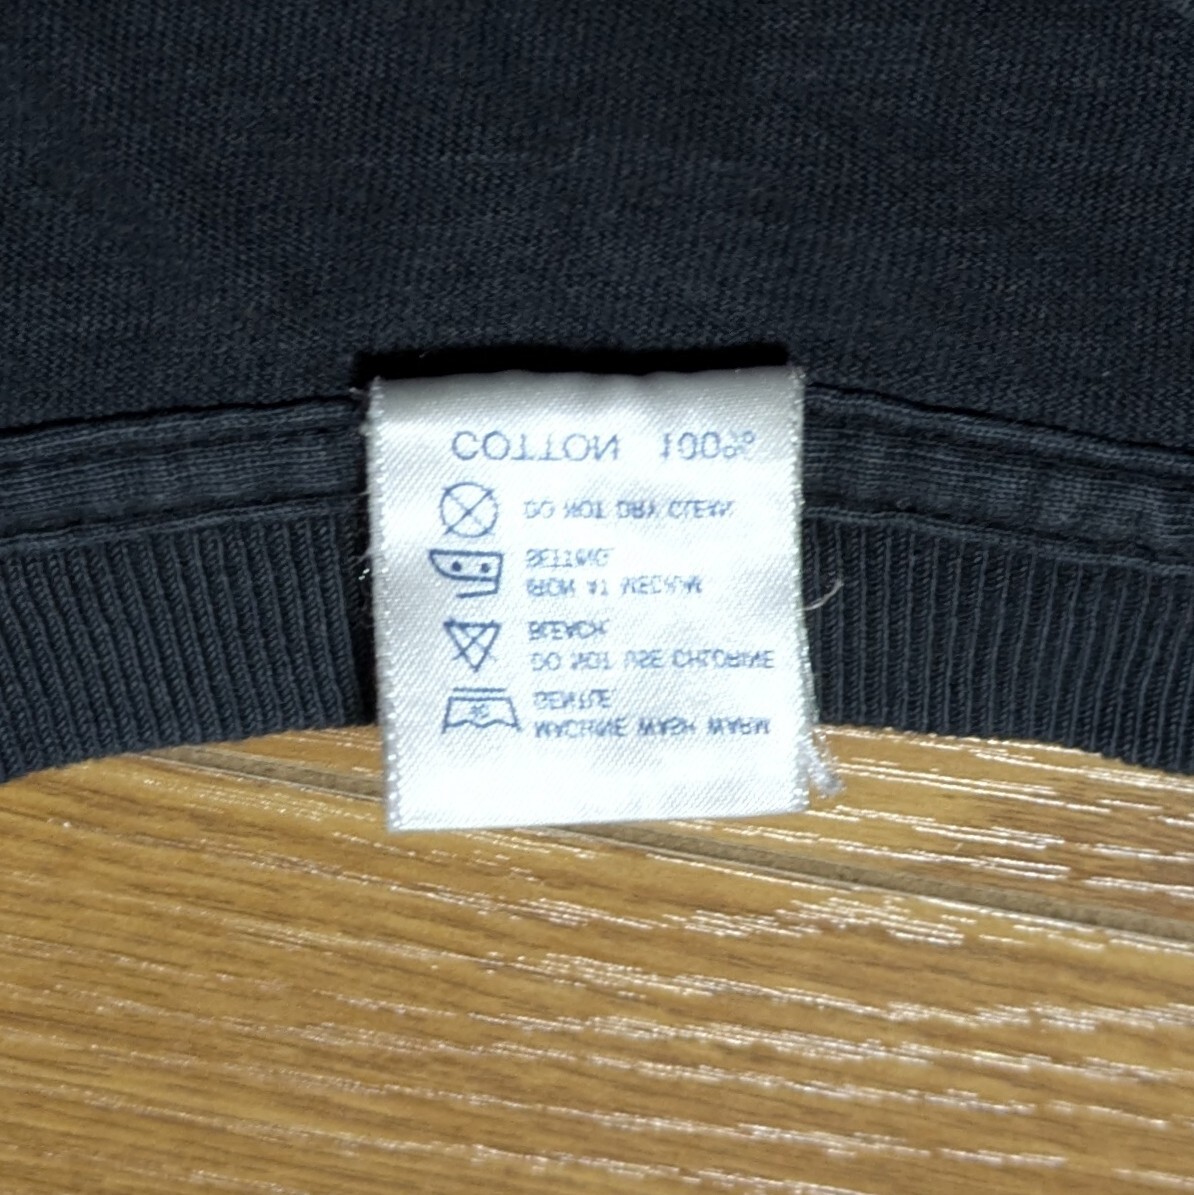 MACHINE WASH WARM
GENTLE
DO NOT USE CHLORINE
BLEACH
IRON AT MEDIUM
SETTING
DO NOT DRY CLEAN
COTTON 100%